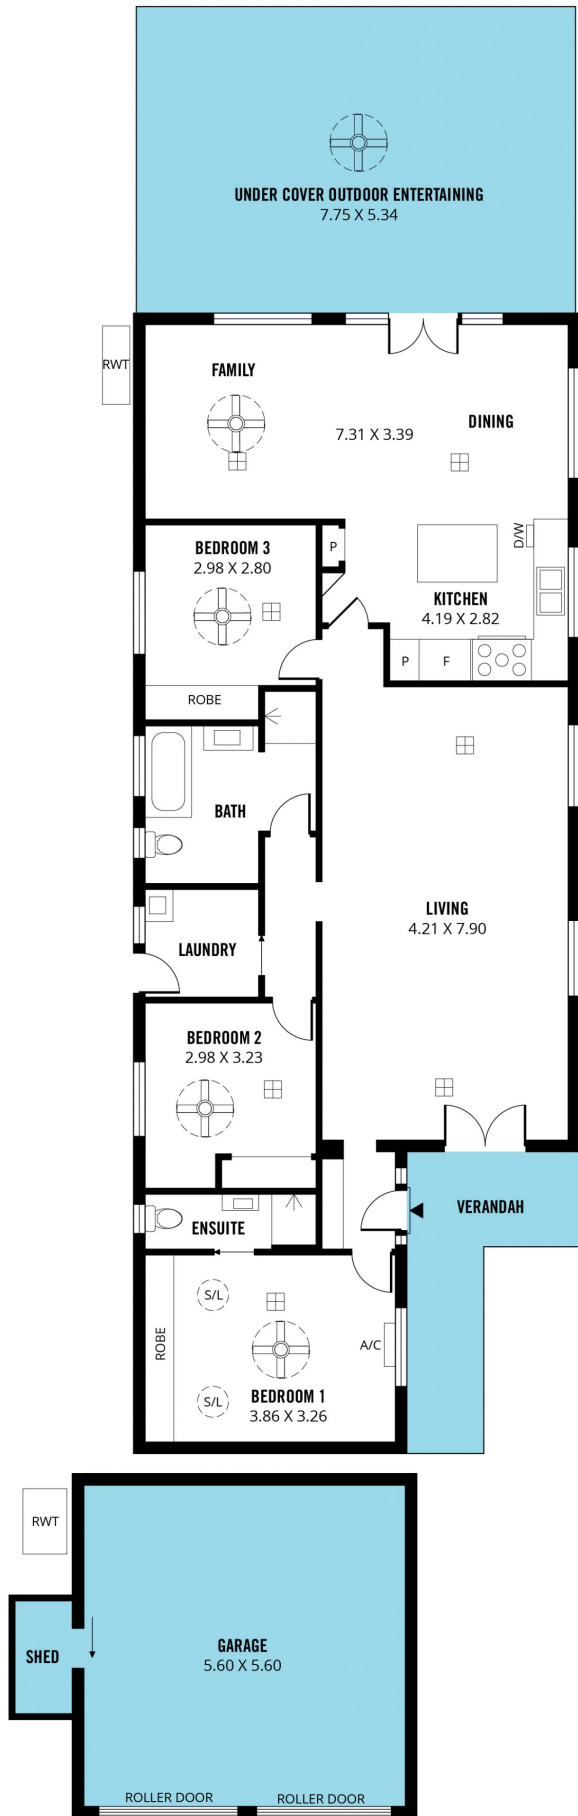 UNDER COVER OUTDOOR ENTERTAINING
7.75 X 5.34
RWT
FAMILY
DINING
7.31 X 3.39
D/W
BEDROOM 3
2.98 X 2.80
P
KITCHEN
4.19 X 2.82
P
F
ROBE
BATH
LIVING
4.21 X 7.90
LAUNDRY
BEDROOM 2
2.98 X 3.23
VERANDAH
ENSUITE
S/L
ROBE
A/C
S/L
BEDROOM 1
3.86 X 3.26
RWT
SHED
GARAGE
5.60 X 5.60
ROLLER DOOR
ROLLER DOOR